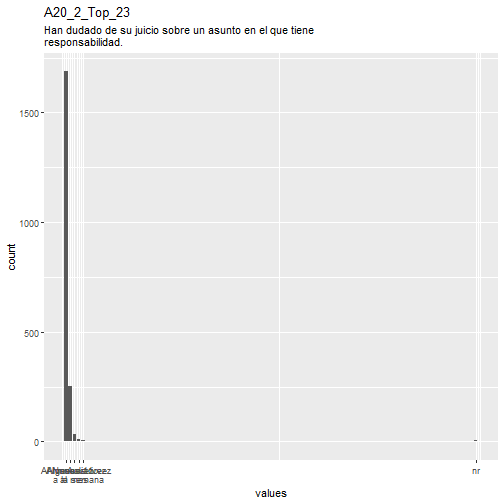 A20_2_Top_23
Han dudado de su juicio sobre un asunto en el que tiene
responsabilidad.
1500
1000
500
0
count
nr
values